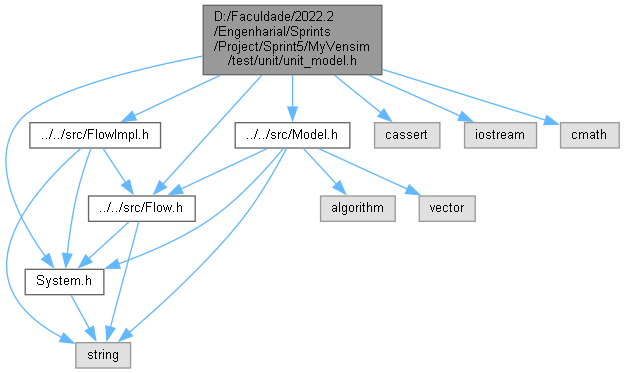 D:/Faculdade/2022.2
/Engenharial/Sprints
/Project/Sprint5/MyVensim
/test/unit/unit_model.h
../../src/FlowImpl.h
../../src/Model.h
cassert
iostream
cmath
../../src/Flow.h
algorithm
vector
System.h
string